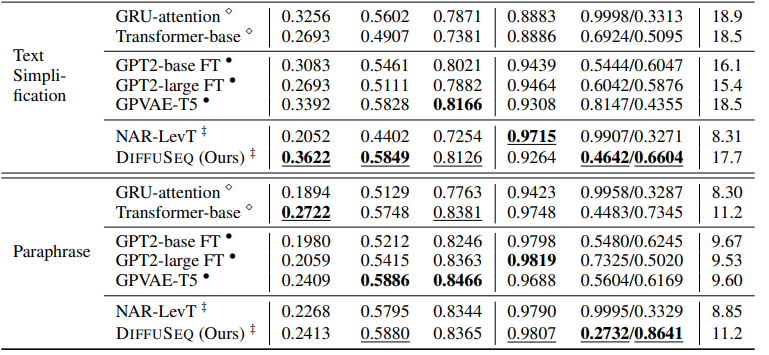 GRU-attention ⋄ 0.3256 0.5602 0.7871 0.8883 0.9998/0.3313 18.9
Transformer-base ⋄ 0.2693 0.4907 0.7381 0.8886 0.6924/0.5095 18.5
Text
Simpli-
fication
GPT2-base FT • 0.3083 0.5461 0.8021 0.9439 0.5444/0.6047 16.1
GPT2-large FT • 0.2693 0.5111 0.7882 0.9464 0.6042/0.5876 15.4
GPVAE-T5 • 0.3392 0.5828 0.8166 0.9308 0.8147/0.4355 18.5
NAR-LevT ‡ 0.2052 0.4402 0.7254 0.9715 0.9907/0.3271 8.31
DIFFUSEQ (Ours) ‡ 0.3622 0.5849 0.8126 0.9264 0.4642/0.6604 17.7
GRU-attention ⋄ 0.1894 0.5129 0.7763 0.9423 0.9958/0.3287 8.30
Transformer-base ⋄ 0.2722 0.5748 0.8381 0.9748 0.4483/0.7345 11.2
Paraphrase
GPT2-base FT • 0.1980 0.5212 0.8246 0.9798 0.5480/0.6245 9.67
GPT2-large FT • 0.2059 0.5415 0.8363 0.9819 0.7325/0.5020 9.53
GPVAE-T5 • 0.2409 0.5886 0.8466 0.9688 0.5604/0.6169 9.60
NAR-LevT ‡ 0.2268 0.5795 0.8344 0.9790 0.9995/0.3329 8.85
DIFFUSEQ (Ours) ‡ 0.2413 0.5880 0.8365 0.9807 0.2732/0.8641 11.2